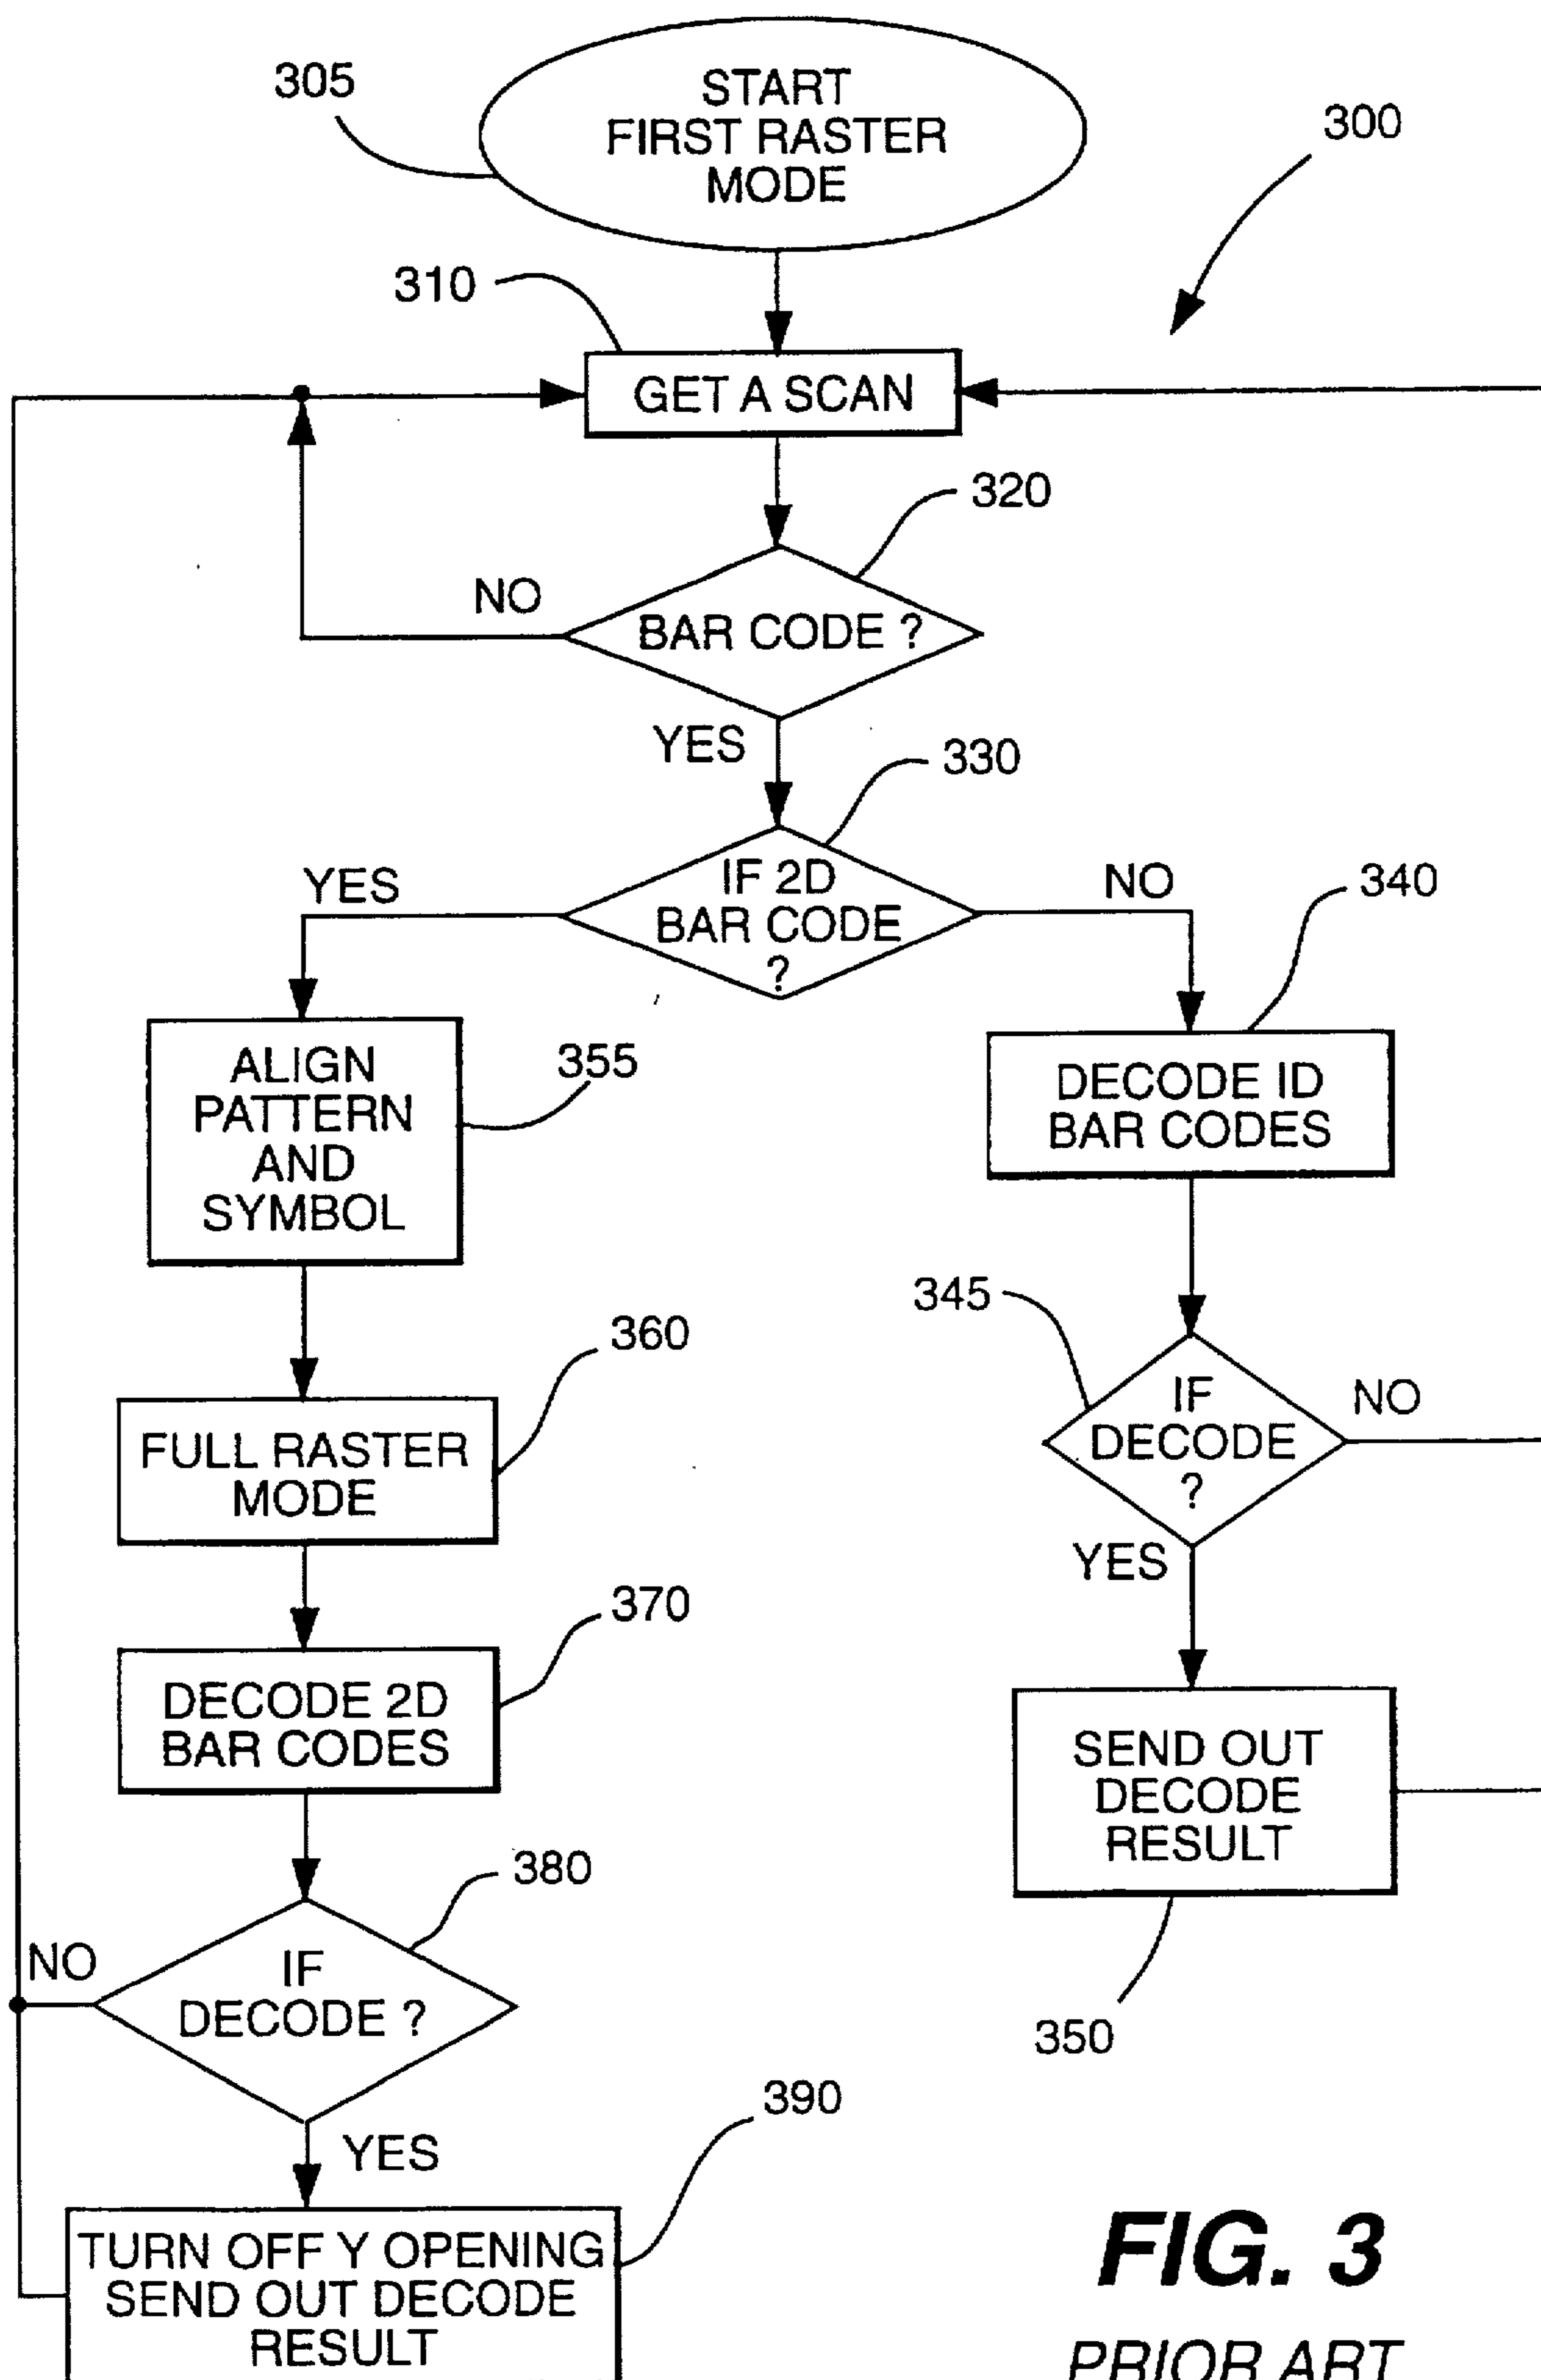 305
START
FIRST RASTER
MODE
300
310
GET A SCAN
320
NO
BAR CODE ?
YES
330
YES
IF 2D
BAR CODE
?
NO
340
ALIGN
PATTERN
AND
SYMBOL
355
DECODE ID
BAR CODES
360
FULL RASTER
MODE
345
IF
DECODE
?
NO
YES
370
DECODE 2D
BAR CODES
SEND OUT
DECODE
RESULT
350
380
NO
IF
DECODE ?
YES
390
TURN OFF Y OPENING
SEND OUT DECODE
RESULT
FIG. 3
PRIOR ART